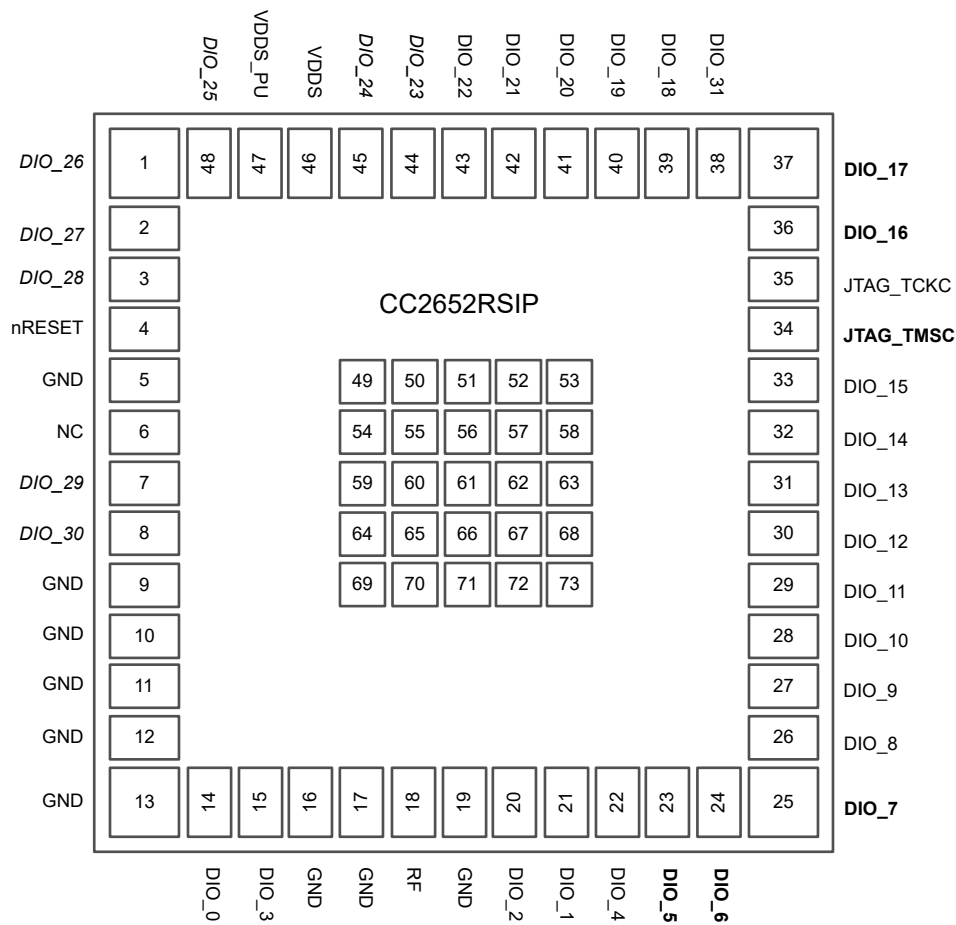 DIO_25
VDDS_PU
VDDS
DIO_24
DIO_23
DIO_22
DIO_21
DIO_20
DIO_19
DIO_18
DIO_31
DIO_26 1 48 47 46 45 44 43 42 41 40 39 38 37 DIO_17
DIO_27 2 36 DIO_16
DIO_28 3 35 JTAG_TCKC
CC2652RSIP
nRESET 4 34 JTAG_TMSC
GND 5 49 50 51 52 53 33 DIO_15
NC 6 54 55 56 57 58 32 DIO_14
DIO_29 7 59 60 61 62 63 31 DIO_13
DIO_30 8 64 65 66 67 68 30 DIO_12
GND 9 69 70 71 72 73 29 DIO_11
GND 10 28 DIO_10
GND 11 27 DIO_9
GND 12 26 DIO_8
GND 13 14 15 16 17 18 19 20 21 22 23 24 25 DIO_7
DIO_0
DIO_3
GND
GND
RF
GND
DIO_2
DIO_1
DIO_4
DIO_5
DIO_6